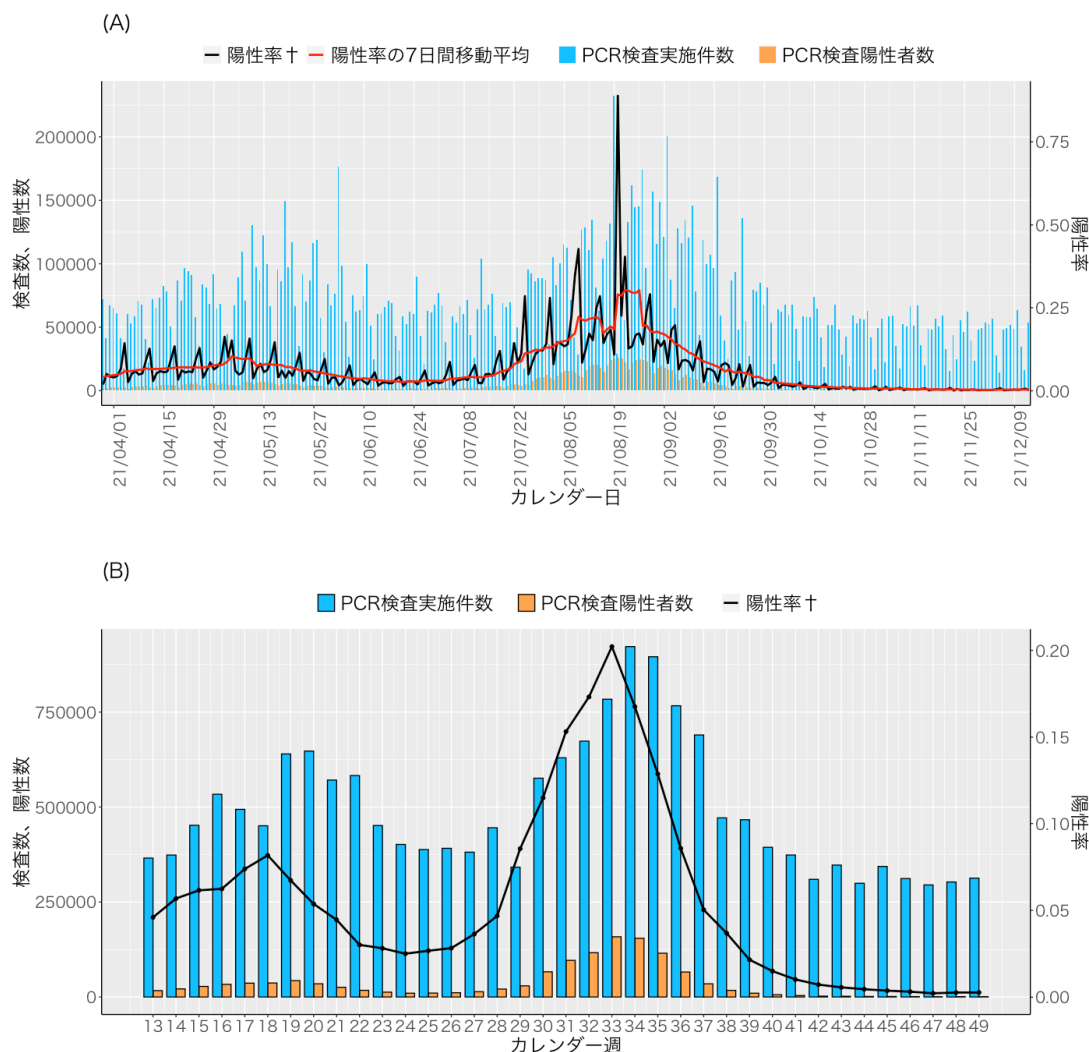 (A)
陽性率† 陽性率の7日間移動平均 PCR検査実施件数 PCR検査陽性者数
検査数、陽性数
200000
150000
100000
50000
0
陽性率
0.75
0.50
0.25
0.00
21/04/01 21/04/15 21/04/29 21/05/13 21/05/27 21/06/10 21/06/24 21/07/08 21/07/22 21/08/05 21/08/19 21/09/02 21/09/16 21/09/30 21/10/14 21/10/28 21/11/11 21/11/25 21/12/09
カレンダー日
(B)
PCR検査実施件数 PCR検査陽性者数 陽性率†
検査数、陽性数
750000
500000
250000
0
陽性率
0.20
0.15
0.10
0.05
0.00
13 14 15 16 17 18 19 20 21 22 23 24 25 26 27 28 29 30 31 32 33 34 35 36 37 38 39 40 41 42 43 44 45 46 47 48 49
カレンダー週